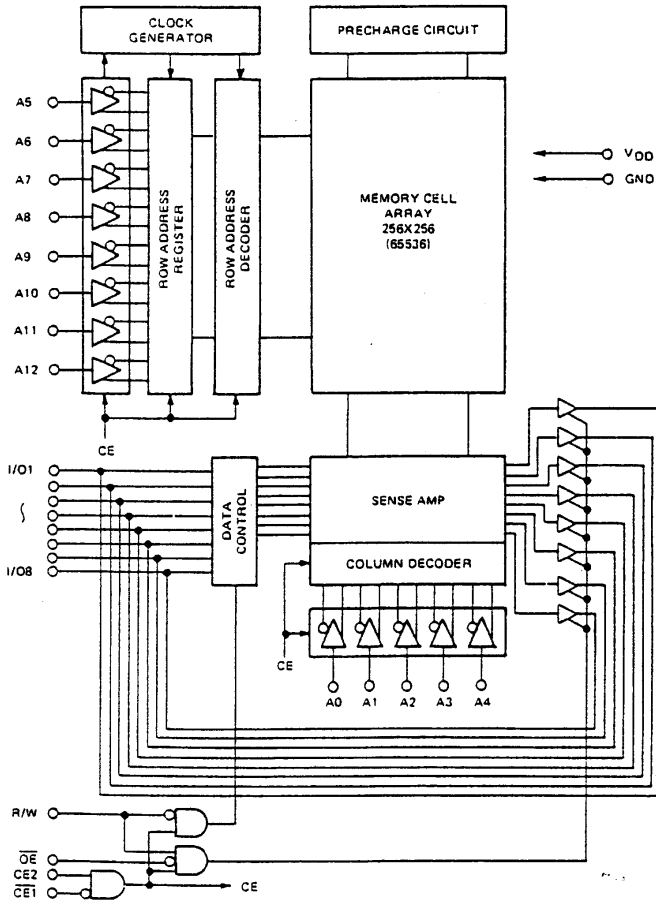 CLOCK
GENERATOR
PRECHARGE CIRCUIT
A5
A6
A7
A8
A9
A10
A11
A12
ROW ADDRESS
REGISTER
ROW ADDRESS
DECODER
MEMORY CELL
ARRAY
256X256
(65536)
VDD
GND
CE
I/O1
I/O8
DATA
CONTROL
SENSE AMP
COLUMN DECODER
CE
A0
A1
A2
A3
A4
R/W
OE
CE2
CE1
CE